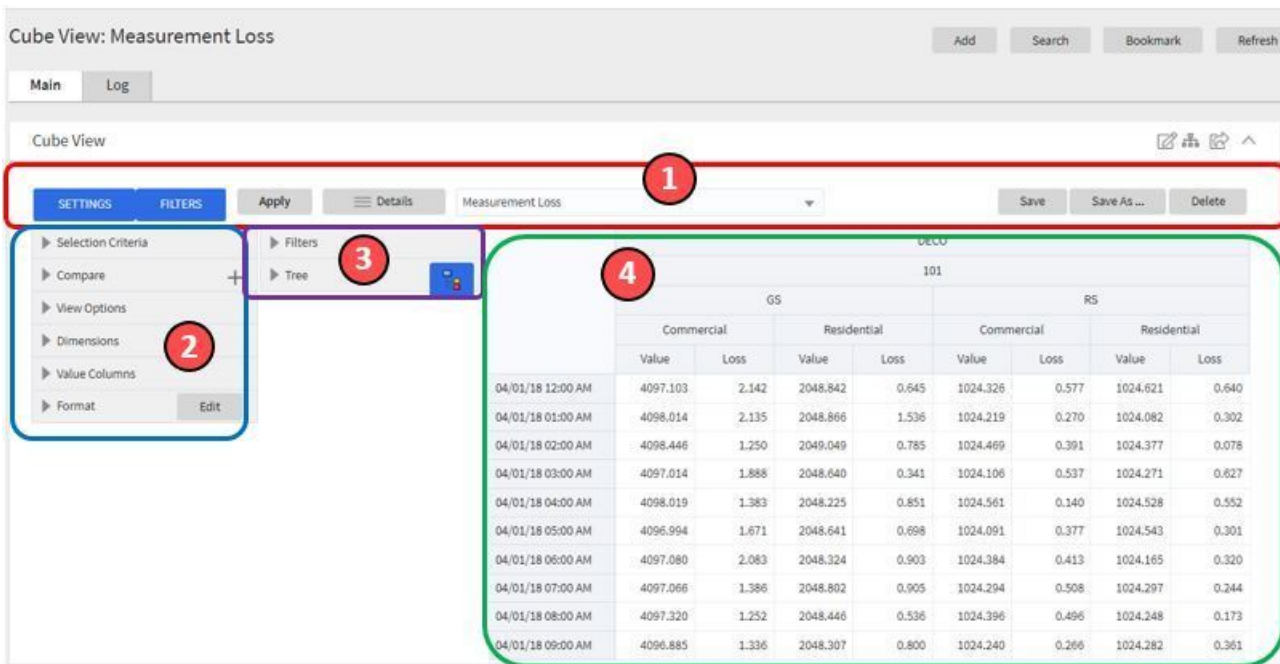 Cube View: Measurement Loss
Add Search Bookmark Refresh
Main Log
Cube View
1
SETTINGS FILTERS Apply Details Measurement Loss Save Save As ... Delete
Selection Criteria
Compare
View Options
Dimensions
Value Columns
Format Edit
2
Filters
Tree
3
4
DECO
101
GS RS
Commercial Residential Commercial Residential
Value Loss Value Loss Value Loss Value Loss
04/01/18 12:00 AM 4097.103 2.142 2048.842 0.645 1024.326 0.577 1024.621 0.640
04/01/18 01:00 AM 4098.014 2.135 2048.866 1.536 1024.219 0.270 1024.082 0.302
04/01/18 02:00 AM 4098.446 1.250 2049.049 0.785 1024.469 0.391 1024.377 0.078
04/01/18 03:00 AM 4097.014 1.888 2048.640 0.341 1024.106 0.537 1024.271 0.627
04/01/18 04:00 AM 4098.019 1.383 2048.225 0.851 1024.561 0.140 1024.528 0.552
04/01/18 05:00 AM 4096.994 1.671 2048.641 0.698 1024.091 0.377 1024.543 0.301
04/01/18 06:00 AM 4097.080 2.083 2048.324 0.903 1024.384 0.413 1024.165 0.320
04/01/18 07:00 AM 4097.066 1.386 2048.802 0.905 1024.294 0.508 1024.297 0.244
04/01/18 08:00 AM 4097.320 1.252 2048.446 0.536 1024.396 0.496 1024.248 0.173
04/01/18 09:00 AM 4096.885 1.336 2048.307 0.800 1024.240 0.266 1024.282 0.361